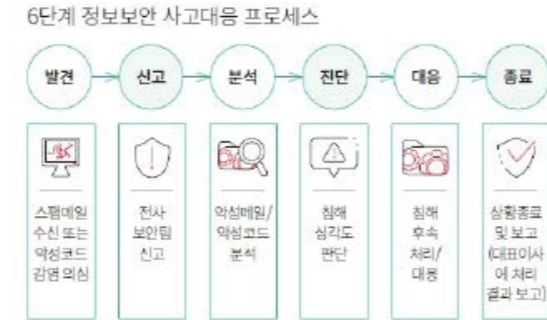 6단계 정보보안 사고대응 프로세스
발견
신고
분석
진단
대응
종료
스팸메일
수신 또는
악성코드
감염 의심
전사
보안팀
신고
악성메일/
악성코드
분석
침해
심각도
판단
침해
후속
처리/
대응
상황종료
및 보고
(대표이사
에 처리
결과 보고)